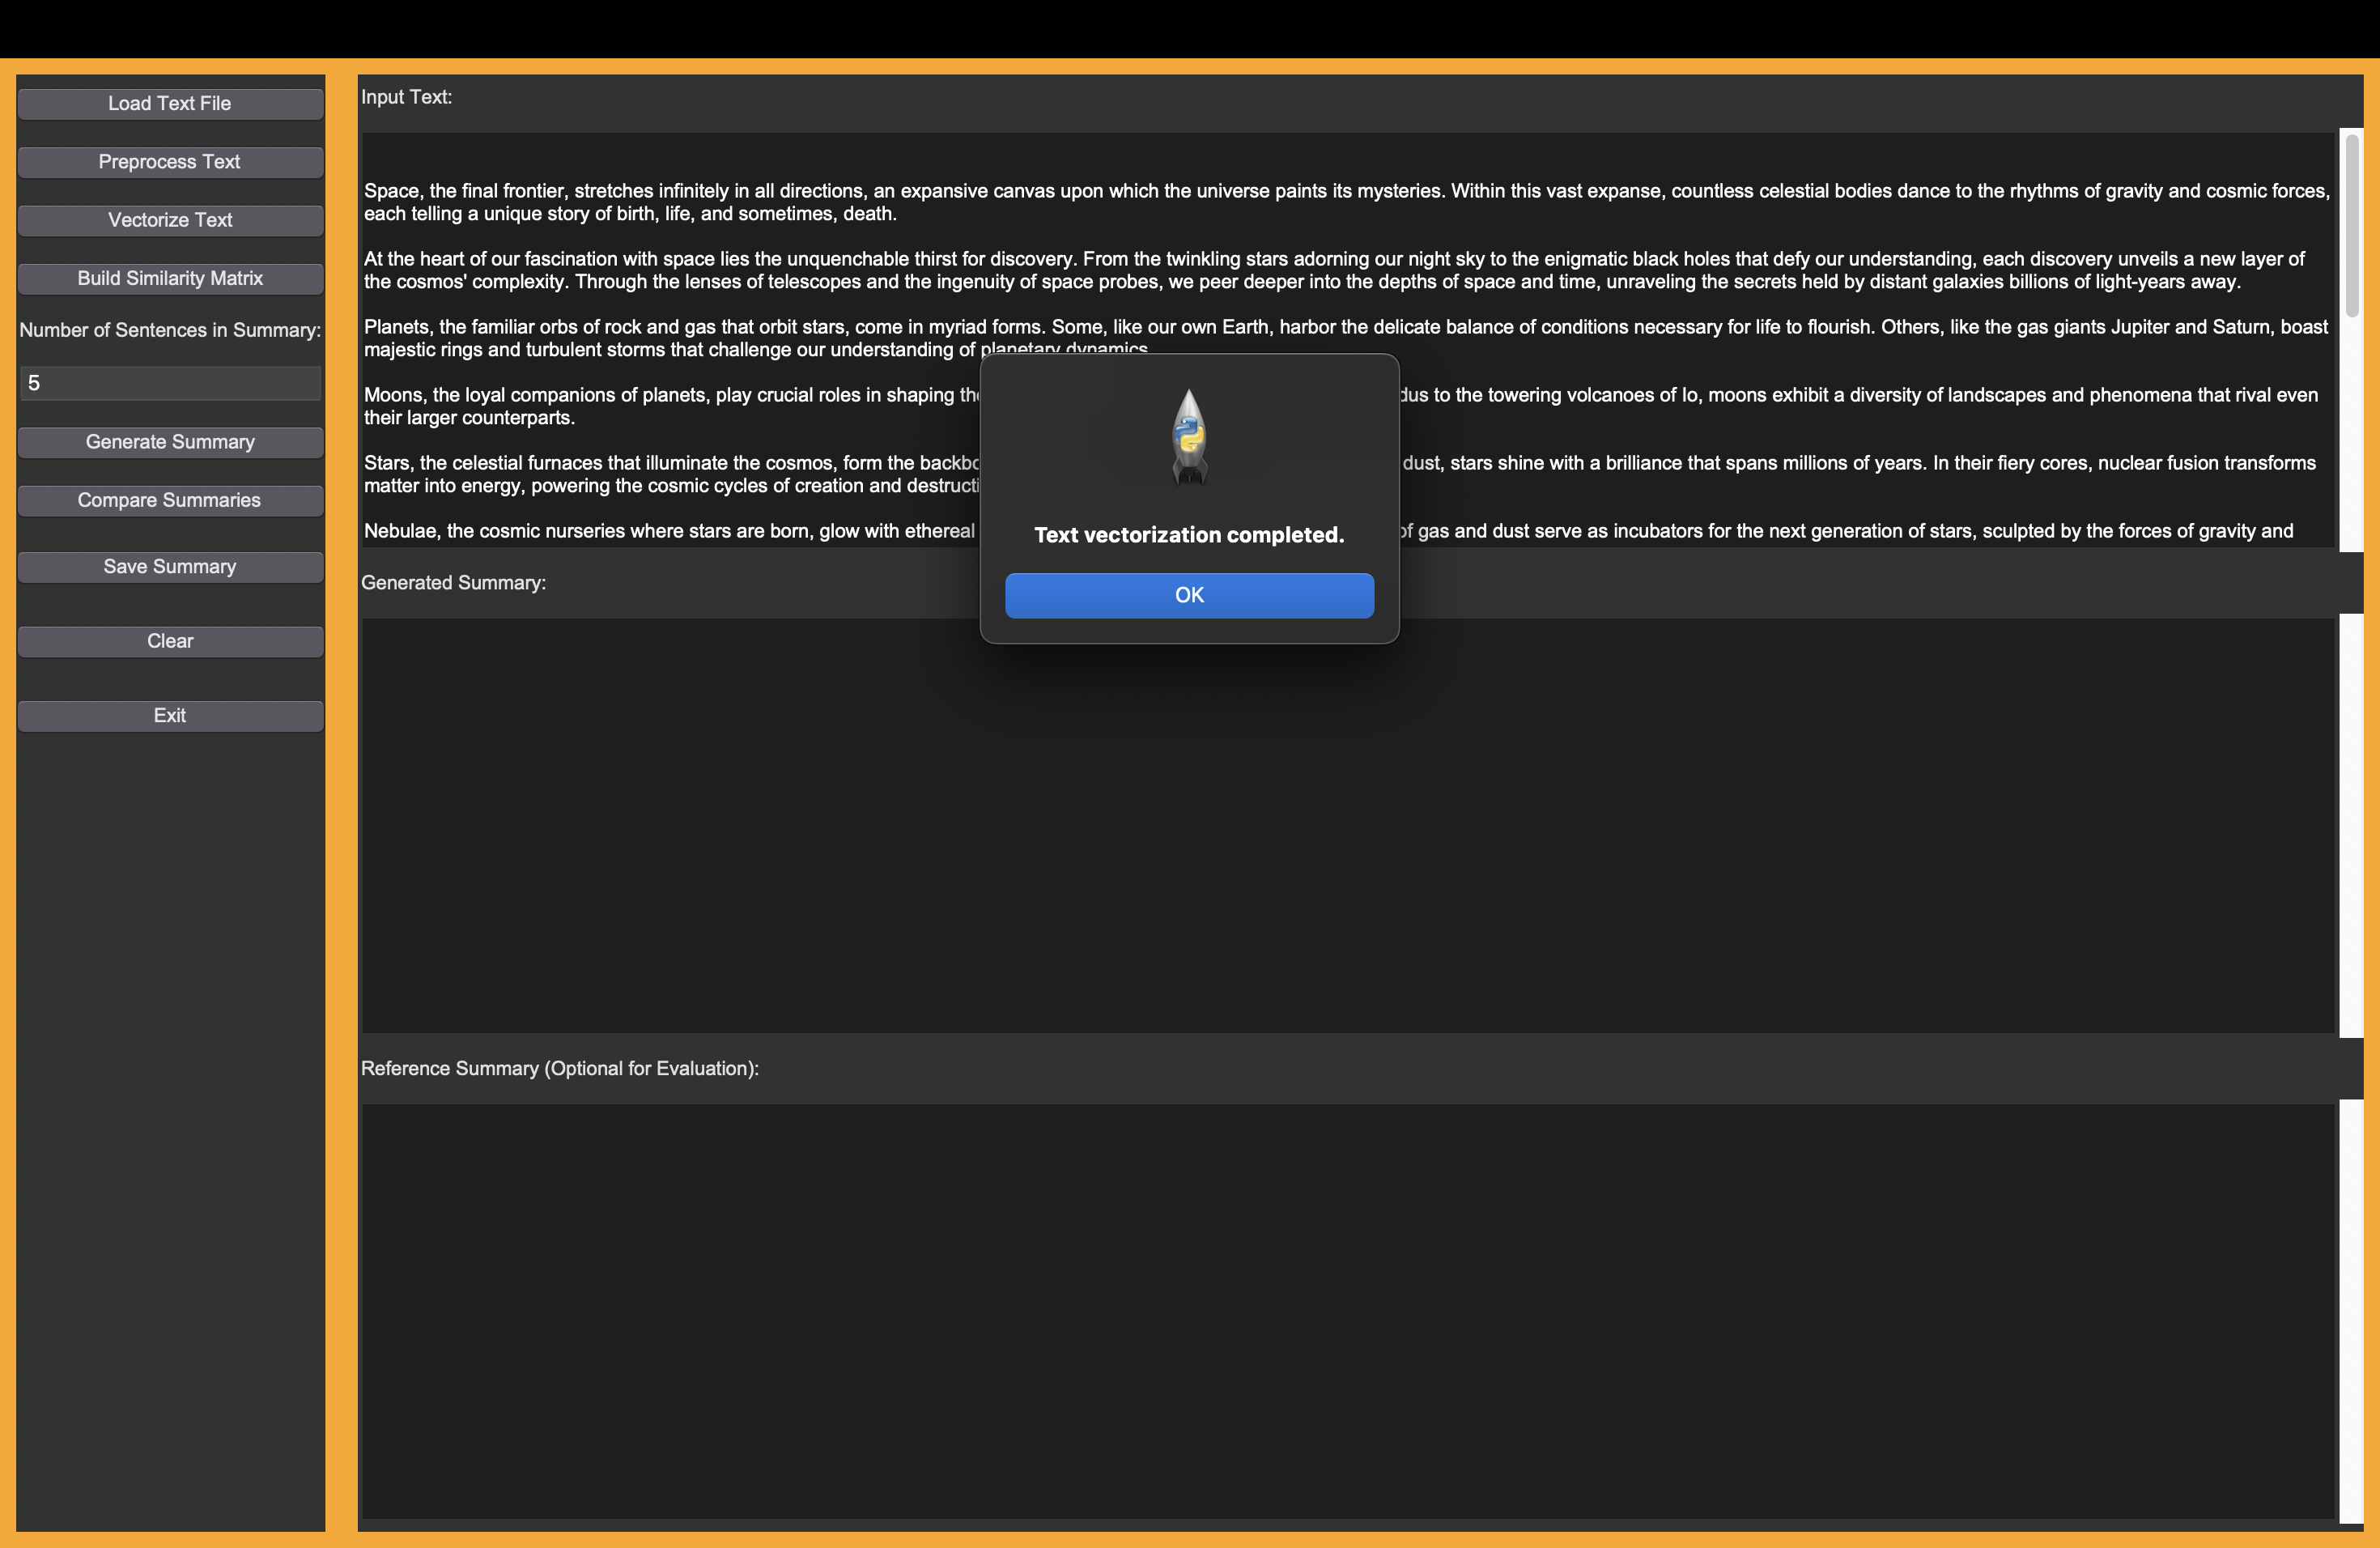 Load Text File
Preprocess Text
Vectorize Text
Build Similarity Matrix
Number of Sentences in Summary:
5
Generate Summary
Compare Summaries
Save Summary
Clear
Exit
Input Text:
Space, the final frontier, stretches infinitely in all directions, an expansive canvas upon which the universe paints its mysteries. Within this vast expanse, countless celestial bodies dance to the rhythms of gravity and cosmic forces,
each telling a unique story of birth, life, and sometimes, death.
At the heart of our fascination with space lies the unquenchable thirst for discovery. From the twinkling stars adorning our night sky to the enigmatic black holes that defy our understanding, each discovery unveils a new layer of
the cosmos' complexity. Through the lenses of telescopes and the ingenuity of space probes, we peer deeper into the depths of space and time, unraveling the secrets held by distant galaxies billions of light-years away.
Planets, the familiar orbs of rock and gas that orbit stars, come in myriad forms. Some, like our own Earth, harbor the delicate balance of conditions necessary for life to flourish. Others, like the gas giants Jupiter and Saturn, boast
majestic rings and turbulent storms that challenge our understanding of planetary dynamics.
Moons, the loyal companions of planets, play crucial roles in shaping to the towering volcanoes of Io, moons exhibit a diversity of landscapes and phenomena that rival even
their larger counterparts.
Stars, the celestial furnaces that illuminate the cosmos, form the dust, stars shine with a brilliance that spans millions of years. In their fiery cores, nuclear fusion transforms
matter into energy, powering the cosmic cycles of creation and
Nebulae, the cosmic nurseries where stars are born, glow with ethereal of gas and dust serve as incubators for the next generation of stars, sculpted by the forces of gravity and
Text vectorization completed.
OK
Generated Summary:
Reference Summary (Optional for Evaluation):